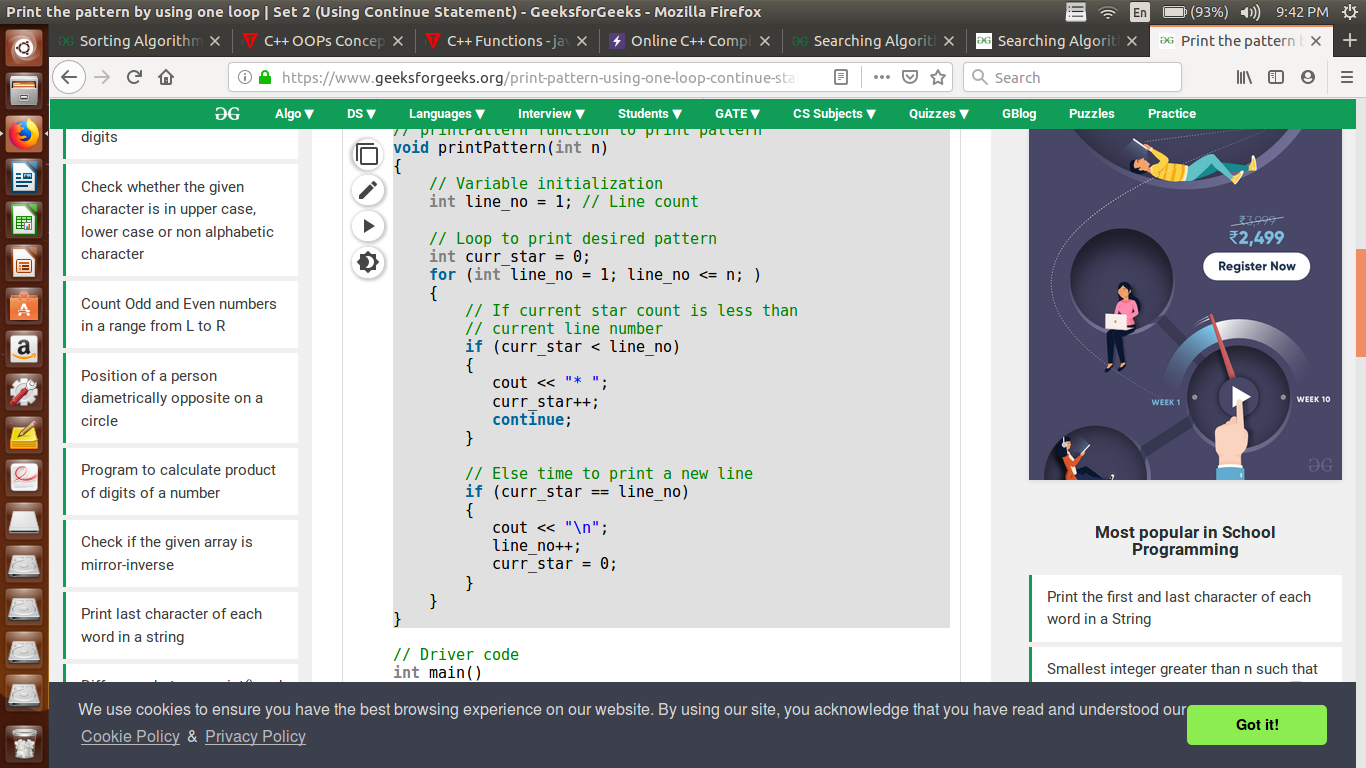 Print the pattern by using one loop | Set 2 (Using Continue Statement) - GeeksforGeeks - Mozilla Firefox
En (93%) 9:42 PM
Sorting Algorithm
C++ OOPs Concep
C++ Functions - jav
Online C++ Compi
Searching Algorit
Searching Algorit
Print the pattern b
https://www.geeksforgeeks.org/print-pattern-using-one-loop-continue-sta
Search
Algo ▼ DS ▼ Languages ▼ Interview ▼ Students ▼ GATE ▼ CS Subjects ▼ Quizzes ▼ GBlog Puzzles Practice
digits
Check whether the given
character is in upper case,
lower case or non alphabetic
character
Count Odd and Even numbers
in a range from L to R
Position of a person
diametrically opposite on a
circle
Program to calculate product
of digits of a number
Check if the given array is
mirror-inverse
Print last character of each
word in a string
// printPattern function to print pattern
void printPattern(int n)
{
// Variable initialization
int line_no = 1; // Line count
// Loop to print desired pattern
int curr_star = 0;
for (int line_no = 1; line_no <= n; )
{
// If current star count is less than
// current line number
if (curr_star < line_no)
{
cout << "* ";
curr_star++;
continue;
}
// Else time to print a new line
if (curr_star == line_no)
{
cout << "\n";
line_no++;
curr_star = 0;
}
}
}
// Driver code
int main()
₹3,999
₹2,499
Register Now
WEEK 1
WEEK 10
Most popular in School
Programming
Print the first and last character of each
word in a String
Smallest integer greater than n such that
We use cookies to ensure you have the best browsing experience on our website. By using our site, you acknowledge that you have read and understood our
Cookie Policy & Privacy Policy
Got it!